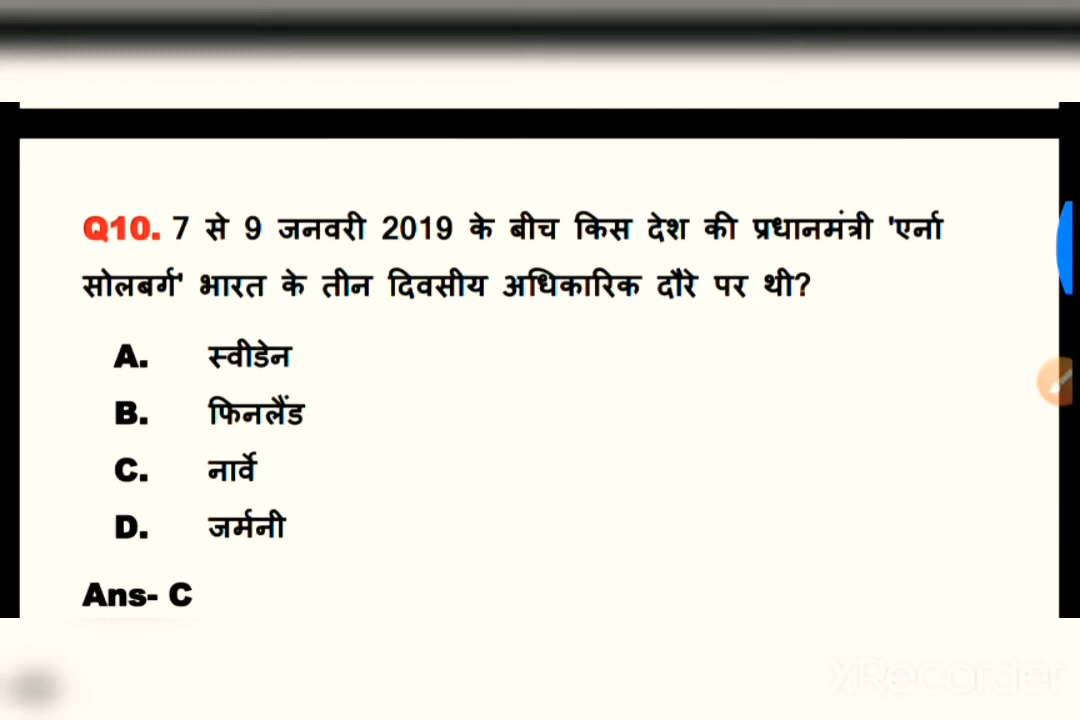 Q10. 7 से 9 जनवरी 2019 के बीच किस देश की प्रधानमंत्री 'एर्ना
सोलबर्ग' भारत के तीन दिवसीय अधिकारिक दौरे पर थी?
A. स्वीडेन
B. फिनलैंड
C. नार्वे
D. जर्मनी
Ans- C
XRecorder